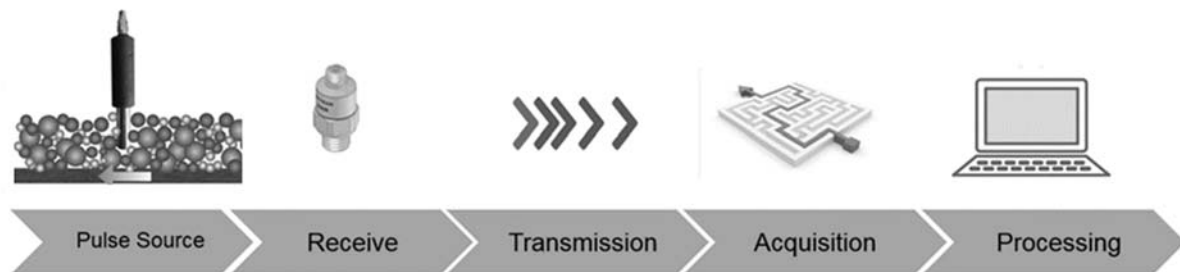 Pulse Source
Receive
Transmission
Acquisition
Processing